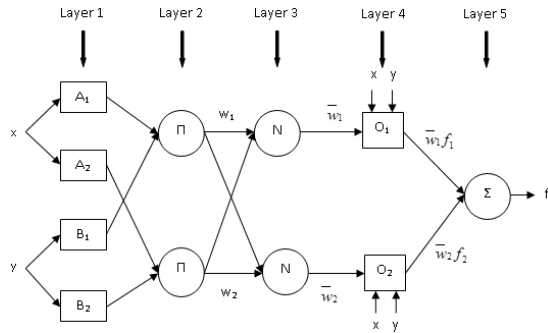 Layer 1 Layer 2 Layer 3 Layer 4 Layer 5
x y
A₁ w₁ w̅₁ O₁
Π N w̅₁f₁
x
A₂
Σ f
B₁
y Π N O₂ w̅₂f₂
B₂ w₂ w̅₂
x y